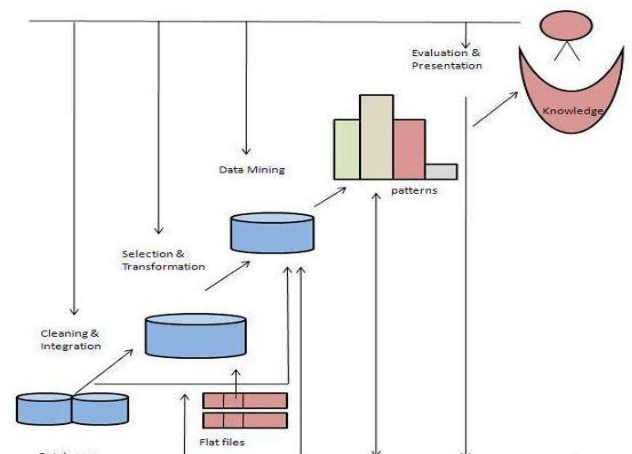 Evaluation &
Presentation
Knowledge
Data Mining
patterns
Selection &
Transformation
Cleaning &
Integration
Flat files